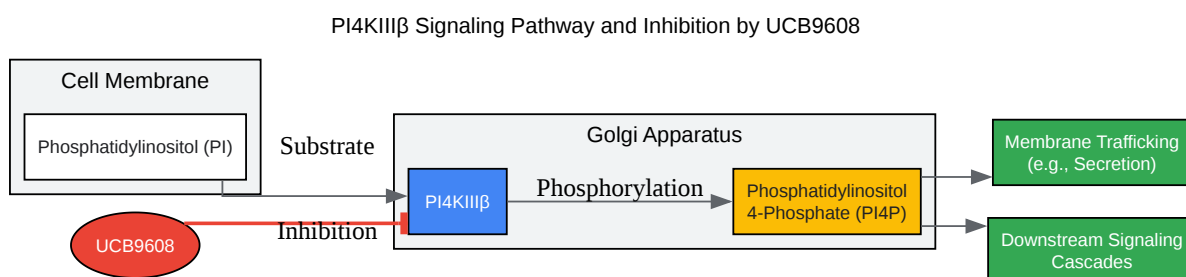 PI4KIIIβ Signaling Pathway and Inhibition by UCB9608
Cell Membrane
Phosphatidylinositol (PI)
Substrate
Inhibition
UCB9608
Golgi Apparatus
PI4KIIIβ
Phosphorylation
Phosphatidylinositol
4-Phosphate (PI4P)
Membrane Trafficking
(e.g., Secretion)
Downstream Signaling
Cascades